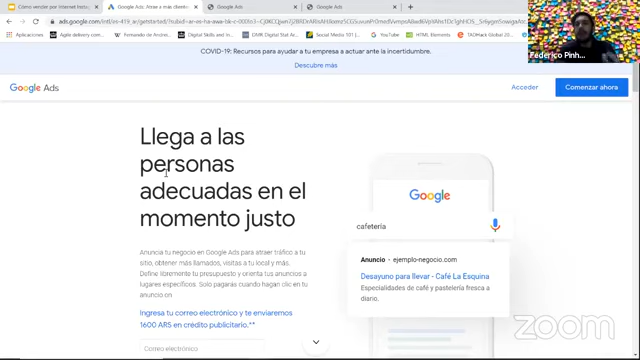 Cómo vender por internet Instit
Google Ads: Atrae a más cliente
Google Ads
Google Ads
ads.google.com/intl/es-419_ar/getstarted/
Aplicaciones
Agile delivery com
Wing
Fernando de Andrei
Digital Skills and In
GMK Digital Stat A
Social Media 101
YouTube
HTML Elements
TADHack Global 20
Federico Pinh...
COVID-19: Recursos para ayudar a tu empresa a actuar ante la incertidumbre.
Descubre más
Google Ads
Acceder
Comenzar ahora
Llega a las
personas
adecuadas en el
momento justo
Google
cafetería
Anuncio • ejemplo-negocio.com
Desayuno para llevar - Café La Esquina
Especialidades de café y pastelería fresca a
diario.
Anuncia tu negocio en Google Ads para atraer tráfico a tu
sitio, obtener más llamados, visitas a tu local y más.
Define libremente tu presupuesto y orienta tus anuncios a
lugares específicos. Solo pagarás cuando hagan clic en tu
anuncio on
Ingresa tu correo electrónico y te enviaremos
1600 ARS en crédito publicitario.**
Correo electrónico
zoom